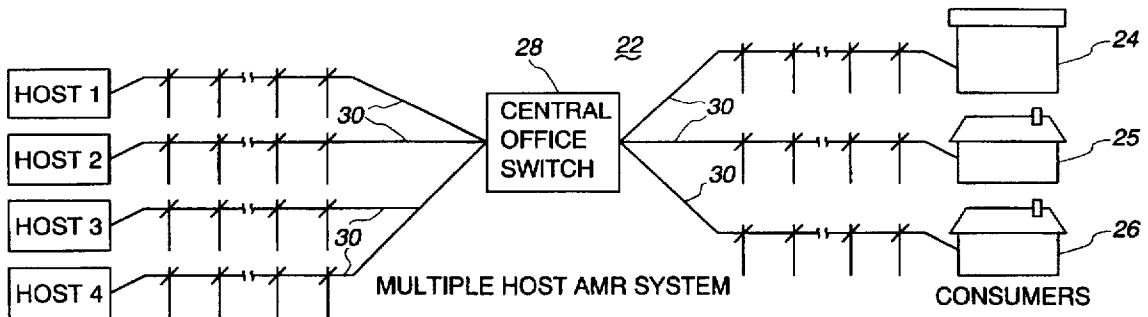 28
22
24
HOST 1
30
CENTRAL
OFFICE
SWITCH
30
HOST 2
25
30
HOST 3
30
26
HOST 4
MULTIPLE HOST AMR SYSTEM
CONSUMERS